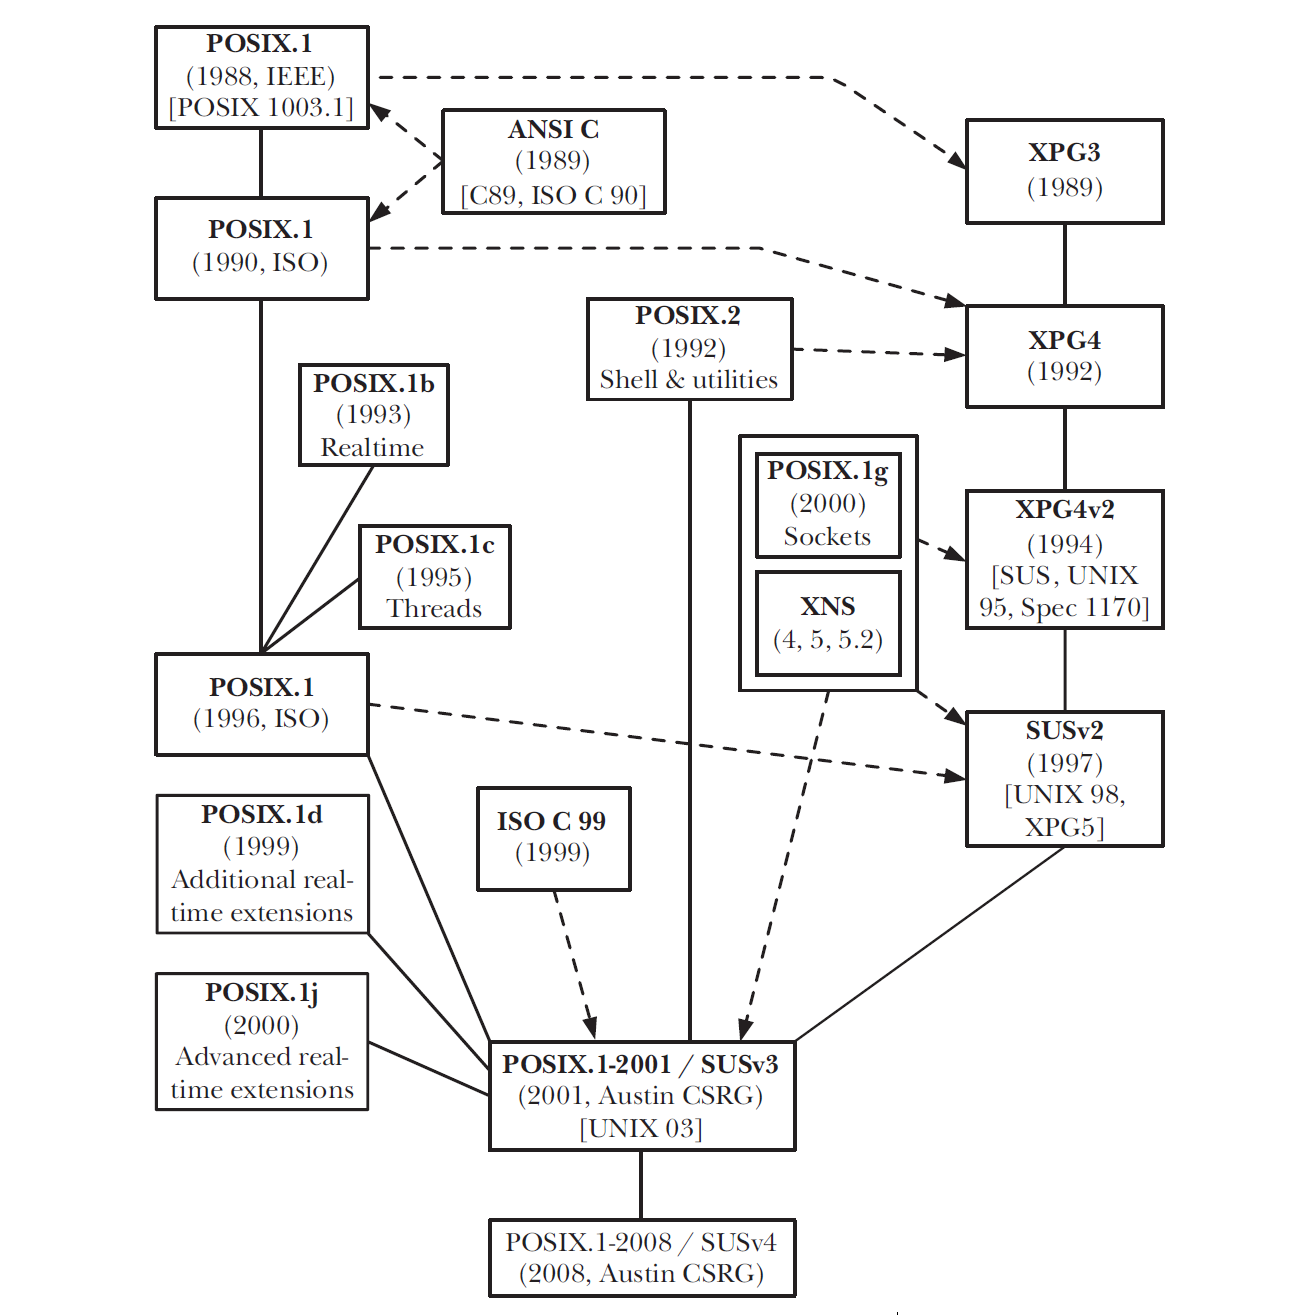 POSIX.1
(1988, IEEE)
[POSIX 1003.1]
ANSI C
(1989)
[C89, ISO C 90]
XPG3
(1989)
POSIX.1
(1990, ISO)
POSIX.2
(1992)
Shell & utilities
XPG4
(1992)
POSIX.1b
(1993)
Realtime
POSIX.1g
(2000)
Sockets
XNS
(4, 5, 5.2)
XPG4v2
(1994)
[SUS, UNIX
95, Spec 1170]
POSIX.1c
(1995)
Threads
POSIX.1
(1996, ISO)
SUSv2
(1997)
[UNIX 98,
XPG5]
POSIX.1d
(1999)
Additional real-
time extensions
ISO C 99
(1999)
POSIX.1j
(2000)
Advanced real-
time extensions
POSIX.1-2001 / SUSv3
(2001, Austin CSRG)
[UNIX 03]
POSIX.1-2008 / SUSv4
(2008, Austin CSRG)